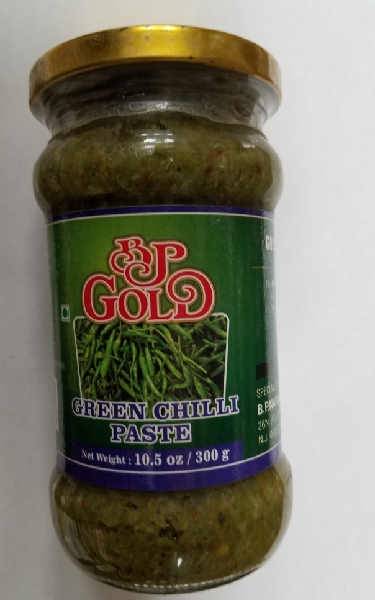 BP
GOLD
GREEN CHILLI
PASTE
Net Weight : 10.5 oz / 300 g